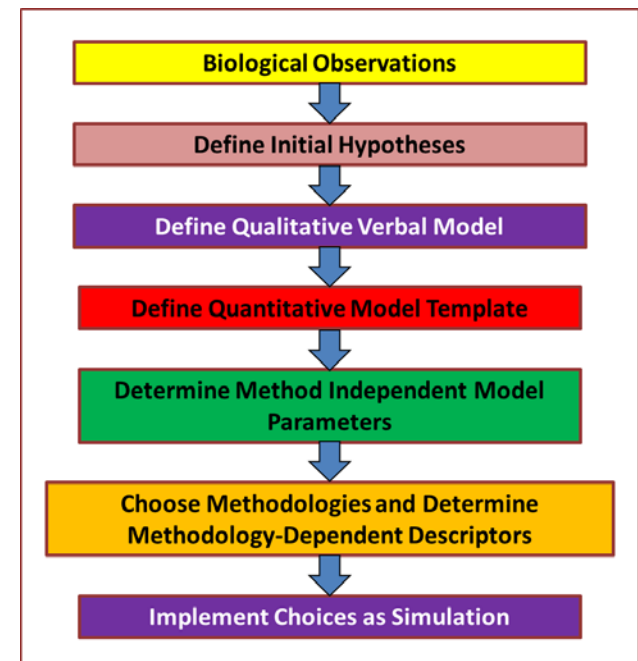 Biological Observations
Define Initial Hypotheses
Define Qualitative Verbal Model
Define Quantitative Model Template
Determine Method Independent Model
Parameters
Choose Methodologies and Determine
Methodology-Dependent Descriptors
Implement Choices as Simulation